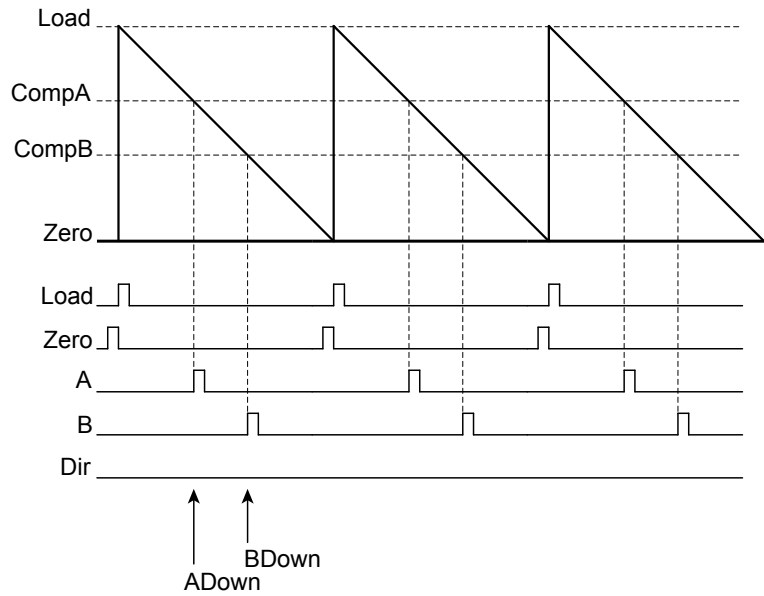 Load
CompA
CompB
Zero
Load
Zero
A
B
Dir
BDown
ADown